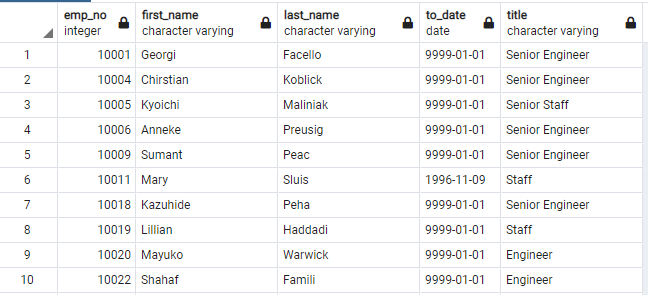 emp_no first_name last_name to_date title
integer character varying character varying date character varying
1 10001 Georgi Facello 9999-01-01 Senior Engineer
2 10004 Chirstian Koblick 9999-01-01 Senior Engineer
3 10005 Kyoichi Maliniak 9999-01-01 Senior Staff
4 10006 Anneke Preusig 9999-01-01 Senior Engineer
5 10009 Sumant Peac 9999-01-01 Senior Engineer
6 10011 Mary Sluis 1996-11-09 Staff
7 10018 Kazuhide Peha 9999-01-01 Senior Engineer
8 10019 Lillian Haddadi 9999-01-01 Staff
9 10020 Mayuko Warwick 9999-01-01 Engineer
10 10022 Shahaf Famili 9999-01-01 Engineer